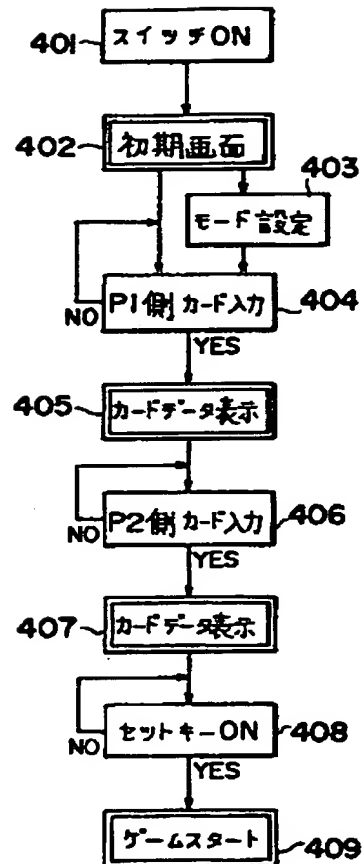 401
スイッチON
402
初期画面
403
モード設定
P1側カード入力
404
NO
YES
405
カードデータ表示
P2側カード入力
406
NO
YES
407
カードデータ表示
セットキーON
408
NO
YES
ゲームスタート
409